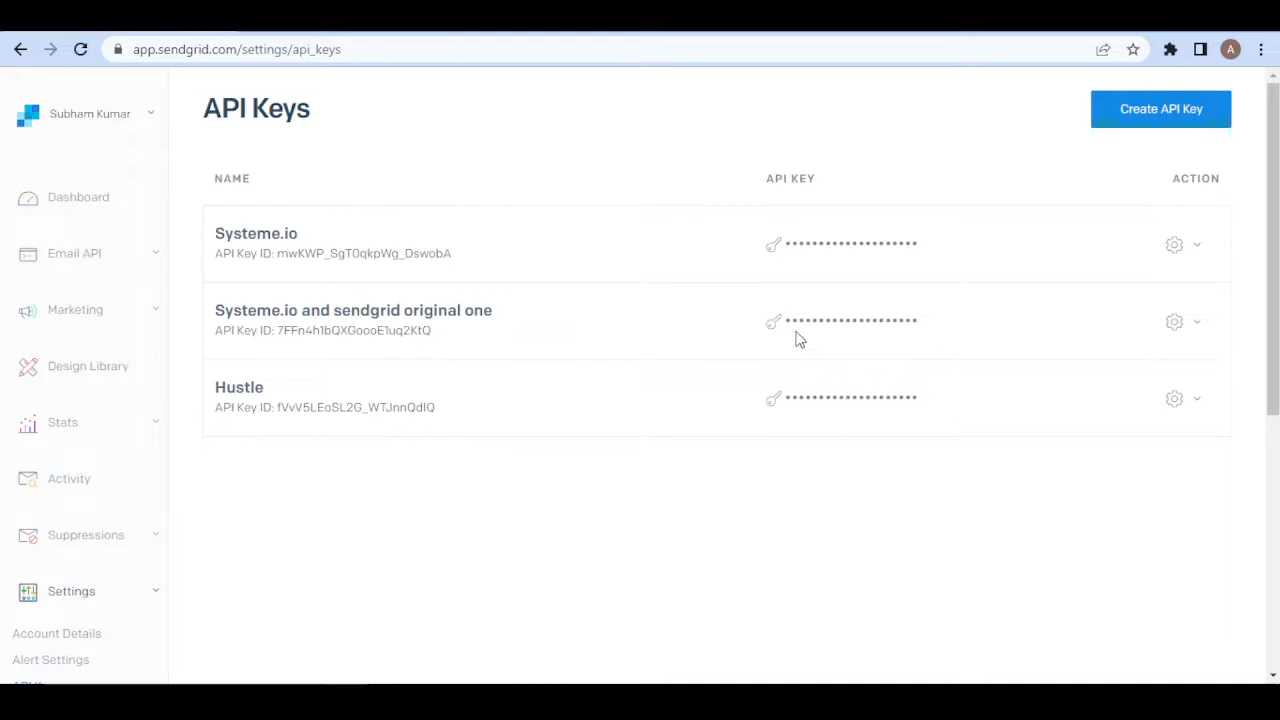 app.sendgrid.com/settings/api_keys
A
Subham Kumar
Dashboard
Email API
Marketing
Design Library
Stats
Activity
Suppressions
Settings
Account Details
Alert Settings
API Keys
Create API Key
NAME
API KEY
ACTION
Systeme.io
API Key ID: mwKWP_SgT0qkpWg_DswobA
••••••••••••••••••••
Systeme.io and sendgrid original one
API Key ID: 7FFn4h1bQXGoooE1uq2KtQ
••••••••••••••••••••
Hustle
API Key ID: fVvV5LEoSL2G_WTJnnQdIQ
••••••••••••••••••••